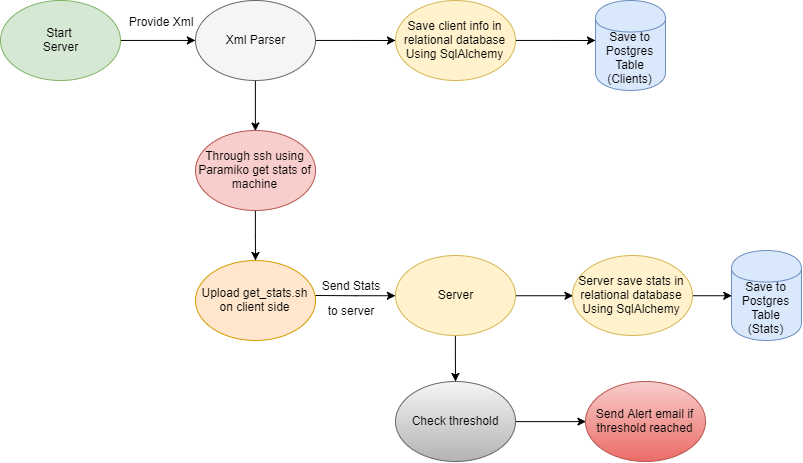 Start
Server
Provide Xml
Xml Parser
Save client info in
relational database
Using SqlAlchemy
Save to
Postgres
Table
(Clients)
Through ssh using
Paramiko get stats of
machine
Upload get_stats.sh
on client side
Send Stats
to server
Server
Server save stats in
relational database
Using SqlAlchemy
Save to
Postgres
Table
(Stats)
Check threshold
Send Alert email if
threshold reached